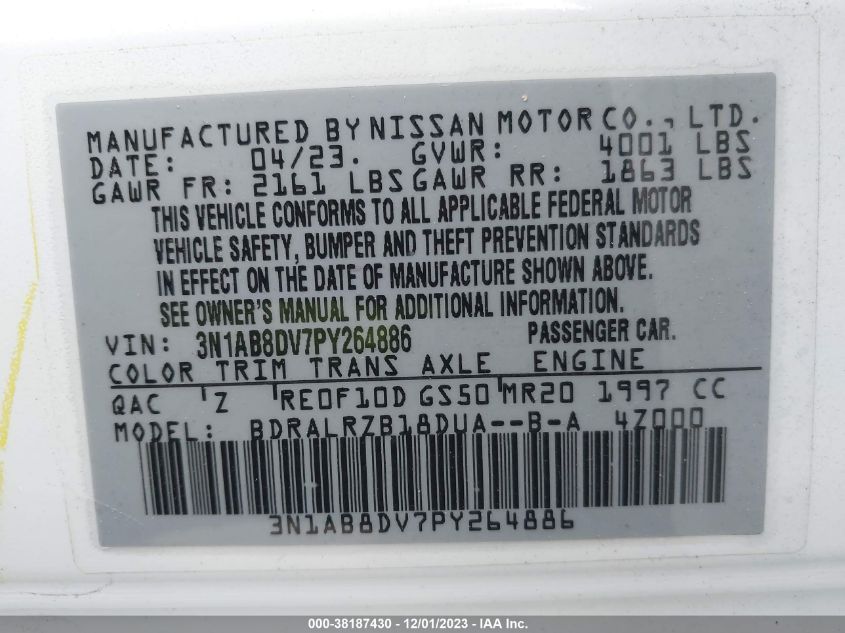 MANUFACTURED BY NISSAN MOTOR CO., LTD.
DATE: 04/23. GVWR: 4001 LBS
GAWR FR: 2161 LBS GAWR RR: 1863 LBS
THIS VEHICLE CONFORMS TO ALL APPLICABLE FEDERAL MOTOR
VEHICLE SAFETY, BUMPER AND THEFT PREVENTION STANDARDS
IN EFFECT ON THE DATE OF MANUFACTURE SHOWN ABOVE.
SEE OWNER'S MANUAL FOR ADDITIONAL INFORMATION.
VIN: 3N1AB8DV7PY264886 PASSENGER CAR.
COLOR TRIM TRANS AXLE ENGINE
QAC Z RE0F10D GS50 MR20 1997 CC
MODEL: BDRALRZB18DUA--B-A 4Z000
3N1AB8DV7PY264886
000-38187430 - 12/01/2023 - IAA Inc.